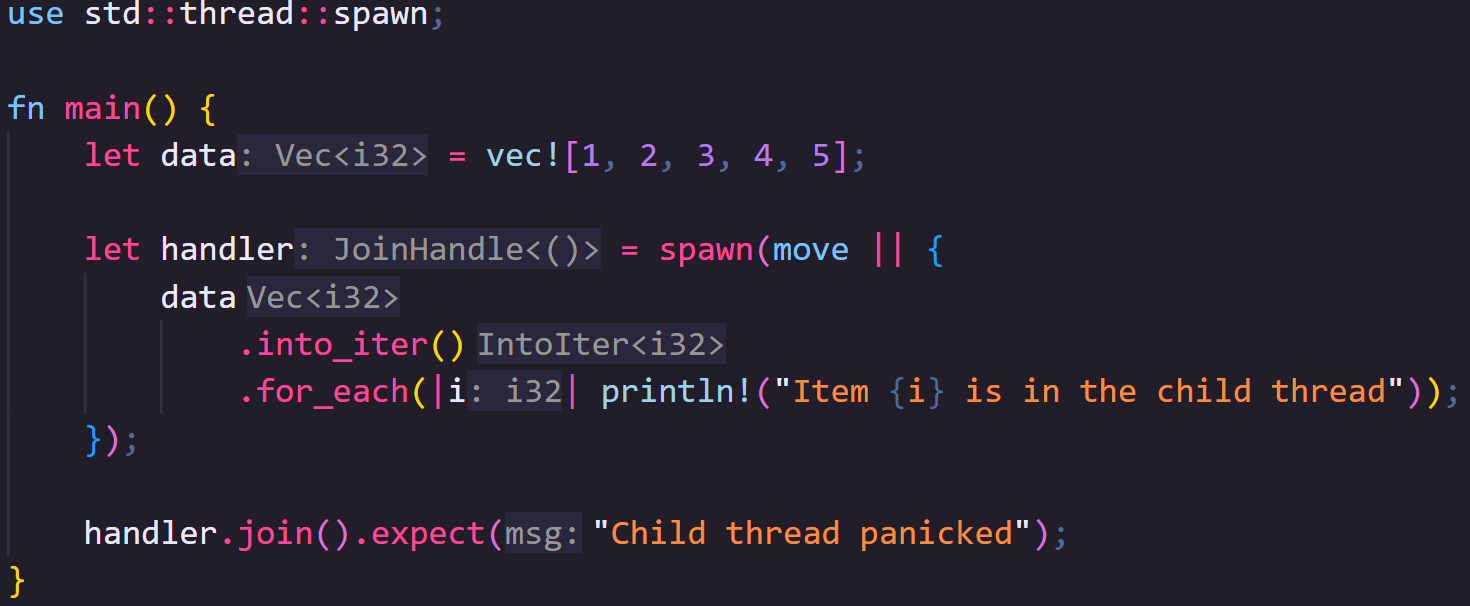 use std::thread::spawn;
fn main() {
let data: Vec<i32> = vec![1, 2, 3, 4, 5];
let handler: JoinHandle<()> = spawn(move || {
data Vec<i32>
.into_iter() IntoIter<i32>
.for_each(|i: i32| println!("Item {i} is in the child thread"));
});
handler.join().expect(msg: "Child thread panicked");
}